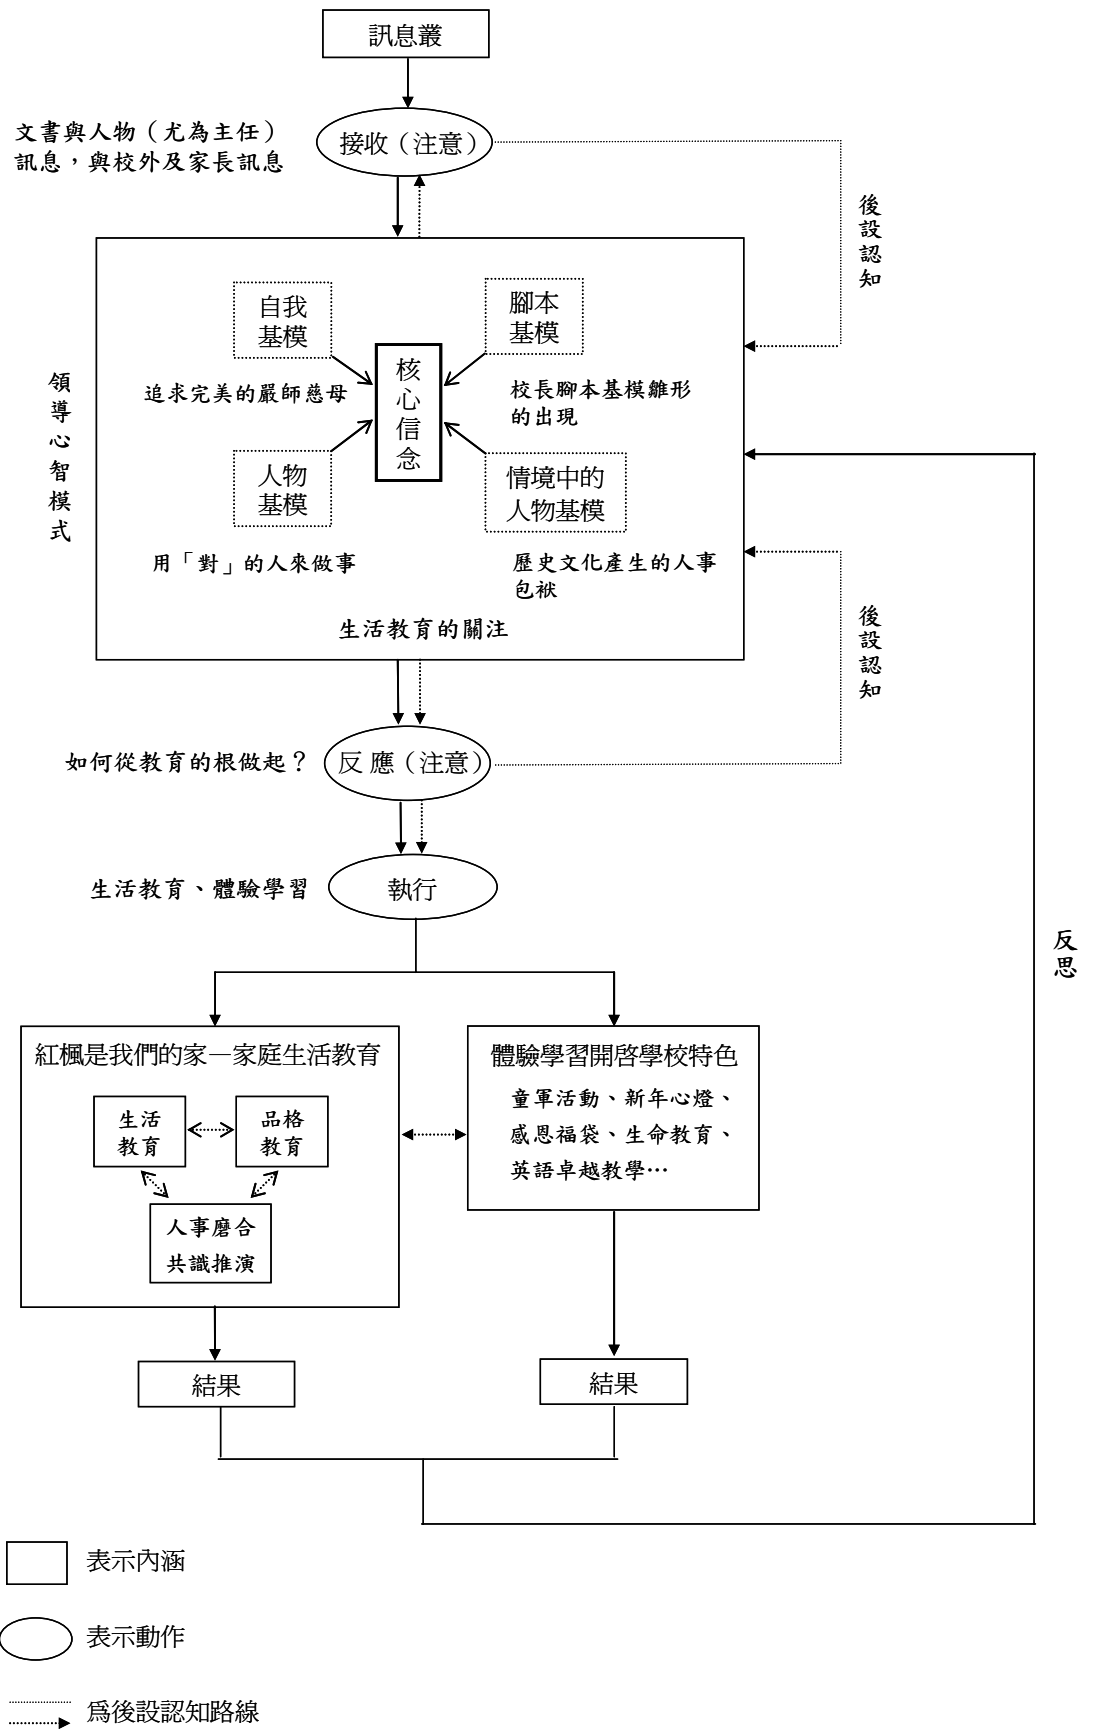 訊息叢
接收（注意）
文書與人物（尤為主任）
訊息，與校外及家長訊息
後設認知
領導心智模式
自我
基模
腳本
基模
核心信念
追求完美的嚴師慈母
校長腳本基模雛形
的出現
人物
基模
情境中的
人物基模
用「對」的人來做事
歷史文化產生的人事
包袱
生活教育的關注
後設認知
如何從教育的根做起？
反 應（注意）
生活教育、體驗學習
執行
反思
紅楓是我們的家—家庭生活教育
生活
教育
品格
教育
人事磨合
共識推演
體驗學習開啓學校特色
童軍活動、新年心燈、
感恩福袋、生命教育、
英語卓越教學…
結果
結果
表示內涵
表示動作
爲後設認知路線